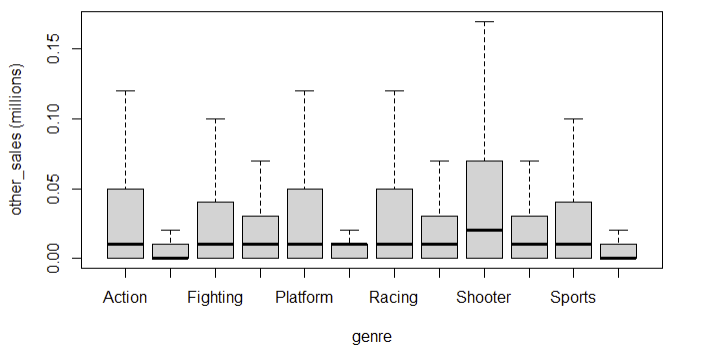 other_sales (millions)
0.15
0.10
0.05
0.00
Action Fighting Platform Racing Shooter Sports
genre